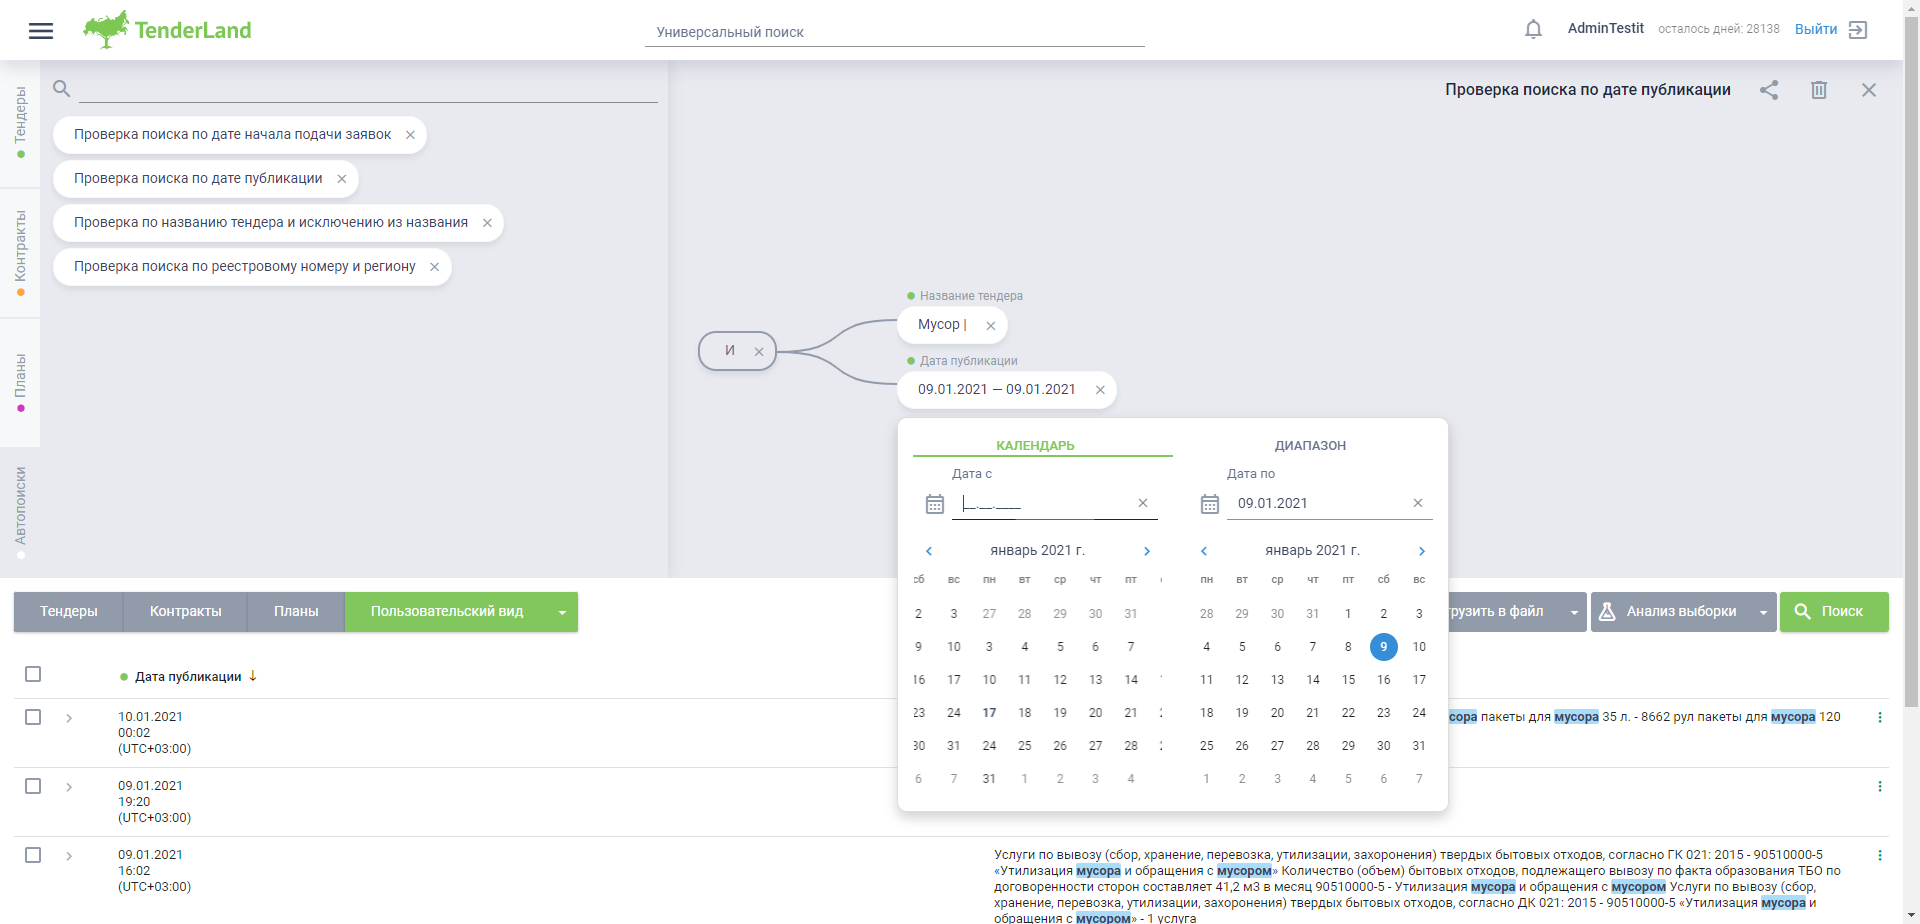 TenderLand
Универсальный поиск
AdminTestit
осталось дней: 28138
Выйти
Тендеры
Контракты
Планы
Автопоиски
Проверка поиска по дате начала подачи заявок
Проверка поиска по дате публикации
Проверка по названию тендера и исключению из названия
Проверка поиска по реестровому номеру и региону
Проверка поиска по дате публикации
И
Название тендера
Мусор |
Дата публикации
09.01.2021 — 09.01.2021
КАЛЕНДАРЬ ДИАПАЗОН
Дата с
__.__.____
январь 2021 г.
сб вс пн вт ср чт пт
2 3 27 28 29 30 31
9 10 3 4 5 6 7
16 17 10 11 12 13 14
23 24 17 18 19 20 21
30 31 24 25 26 27 28
6 7 31 1 2 3 4
Дата по
09.01.2021
январь 2021 г.
пн вт ср чт пт сб вс
28 29 30 31 1 2 3
4 5 6 7 8 9 10
11 12 13 14 15 16 17
18 19 20 21 22 23 24
25 26 27 28 29 30 31
1 2 3 4 5 6 7
Тендеры Контракты Планы Пользовательский вид
рузить в файл Анализ выборки Поиск
Дата публикации
10.01.2021
00:02
(UTC+03:00)
сора пакеты для мусора 35 л. - 8662 рул пакеты для мусора 120
09.01.2021
19:20
(UTC+03:00)
09.01.2021
16:02
(UTC+03:00)
Услуги по вывозу (сбор, хранение, перевозка, утилизации, захоронения) твердых бытовых отходов, согласно ГК 021: 2015 - 90510000-5
«Утилизация мусора и обращения с мусором» Количество (объем) бытовых отходов, подлежащего вывозу по факта образования ТБО по
договоренности сторон составляет 41,2 м3 в месяц 90510000-5 - Утилизация мусора и обращения с мусором Услуги по вывозу (сбор,
хранение, перевозка, утилизации, захоронения) твердых бытовых отходов, согласно ДК 021: 2015 - 90510000-5 «Утилизация мусора и
обращения с мусором» - 1 услуга